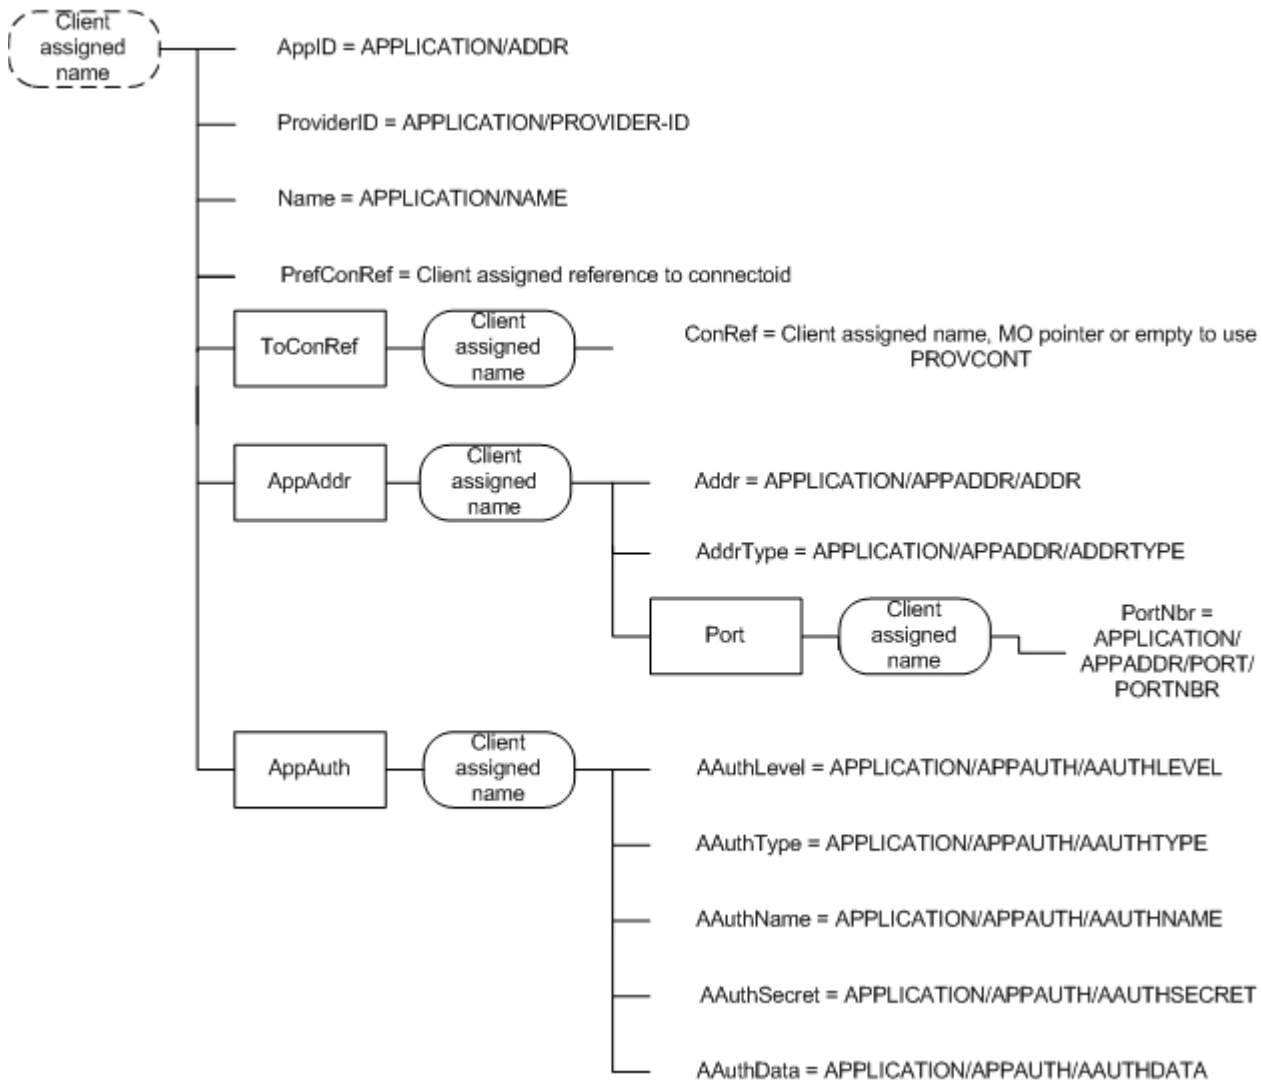 Client
assigned
name
AppID = APPLICATION/ADDR
ProviderID = APPLICATION/PROVIDER-ID
Name = APPLICATION/NAME
PrefConRef = Client assigned reference to connectoid
ToConRef
Client
assigned
name
ConRef = Client assigned name, MO pointer or empty to use
PROVCONT
AppAddr
Client
assigned
name
Addr = APPLICATION/APPADDR/ADDR
AddrType = APPLICATION/APPADDR/ADDRTYPE
Port
Client
assigned
name
PortNbr =
APPLICATION/
APPADDR/PORT/
PORTNBR
AppAuth
Client
assigned
name
AAuthLevel = APPLICATION/APPAUTH/AAUTHLEVEL
AAuthType = APPLICATION/APPAUTH/AAUTHTYPE
AAuthName = APPLICATION/APPAUTH/AAUTHNAME
AAuthSecret = APPLICATION/APPAUTH/AAUTHSECRET
AAuthData = APPLICATION/APPAUTH/AAUTHDATA